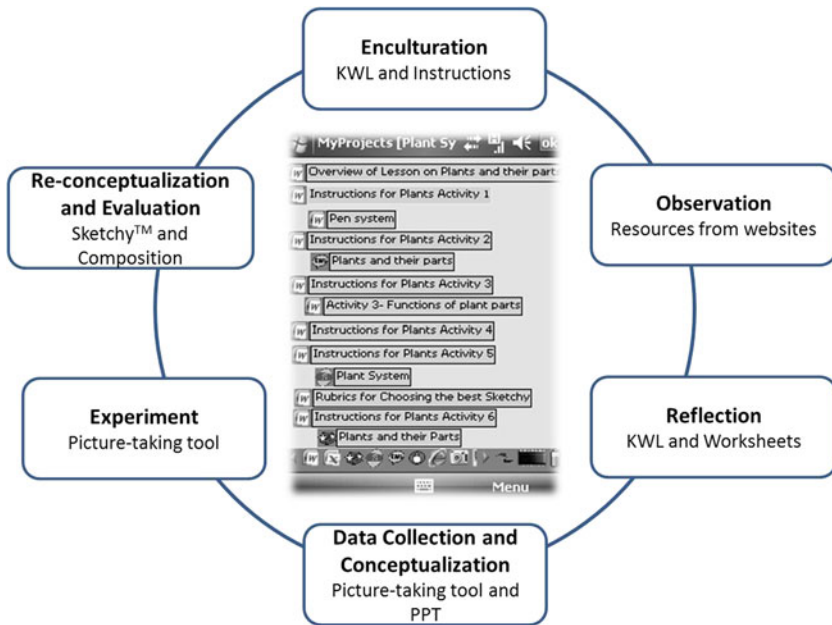 Enculturation
KWL and Instructions
Observation
Resources from websites
Reflection
KWL and Worksheets
Data Collection and
Conceptualization
Picture-taking tool and
PPT
Experiment
Picture-taking tool
Re-conceptualization
and Evaluation
Sketchy™ and
Composition
MyProjects [Plant Sy ok
Overview of Lesson on Plants and their parts
Instructions for Plants Activity 1
Pen system
Instructions for Plants Activity 2
Plants and their parts
Instructions for Plants Activity 3
Activity 3- Functions of plant parts
Instructions for Plants Activity 4
Instructions for Plants Activity 5
Plant System
Rubrics for Choosing the best Sketchy
Instructions for Plants Activity 6
Plants and their Parts
Menu